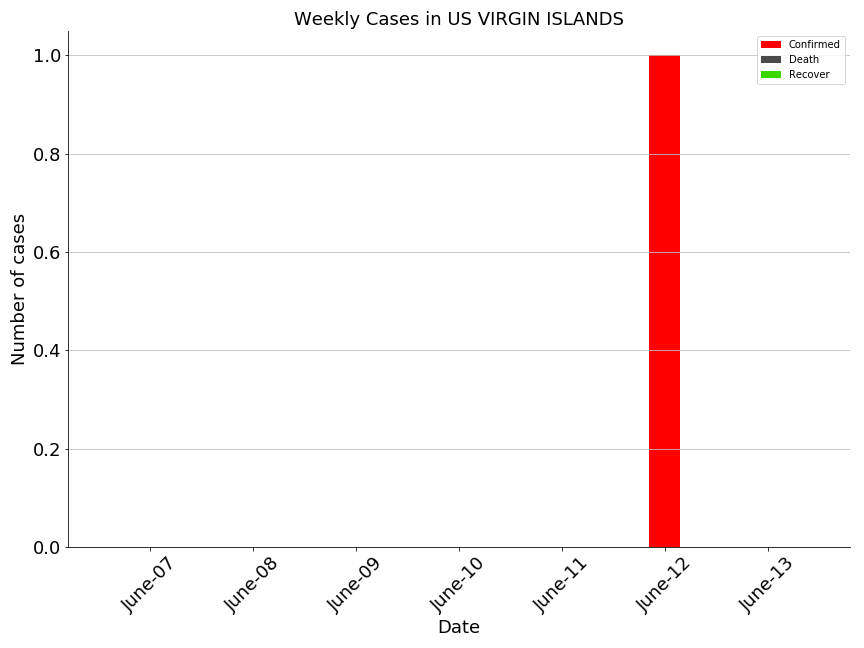 Weekly Cases in US VIRGIN ISLANDS
Confirmed
Death
Recover
Number of cases
1.0
0.8
0.6
0.4
0.2
0.0
June-07
June-08
June-09
June-10
June-11
June-12
June-13
Date